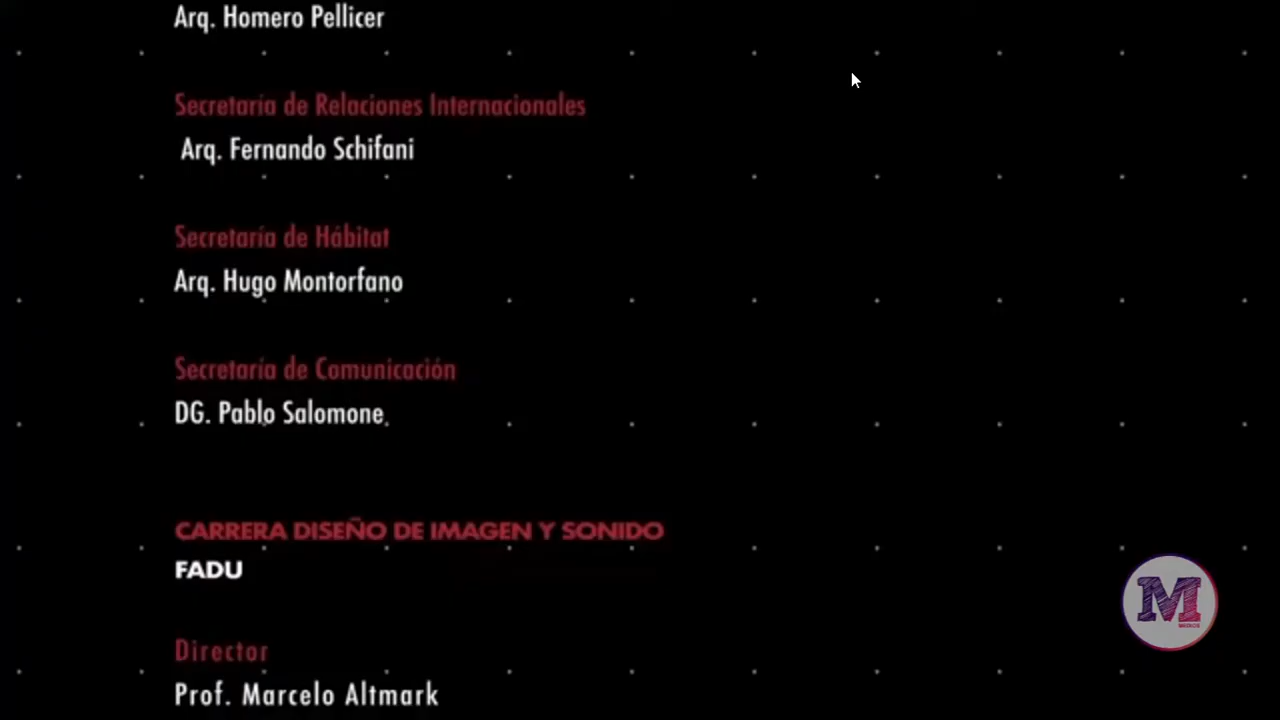 Arq. Homero Pellicer
Secretaría de Relaciones Internacionales
Arq. Fernando Schifani
Secretaría de Hábitat
Arq. Hugo Montorfano
Secretaría de Comunicación
DG. Pablo Salomone
CARRERA DISEÑO DE IMAGEN Y SONIDO
FADU
Director
Prof. Marcelo Altmark
M